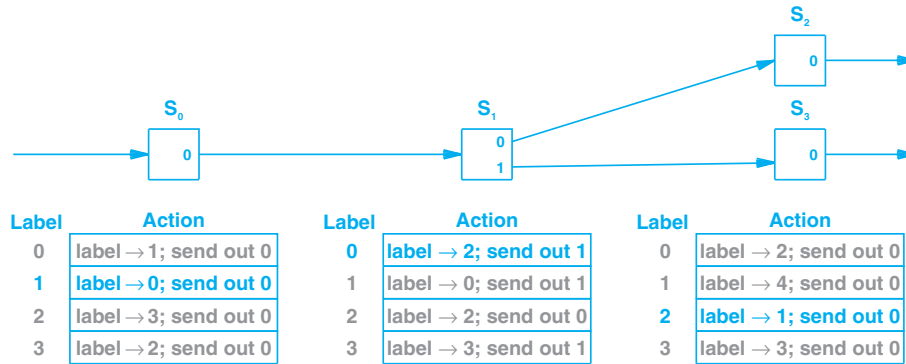 S₂
0
S₀ S₁ S₃
0 0
0 1 0
Label Action Label Action Label Action
0 label → 1; send out 0 0 label → 2; send out 1 0 label → 2; send out 0
1 label → 0; send out 0 1 label → 0; send out 1 1 label → 4; send out 0
2 label → 3; send out 0 2 label → 2; send out 0 2 label → 1; send out 0
3 label → 2; send out 0 3 label → 3; send out 1 3 label → 3; send out 0